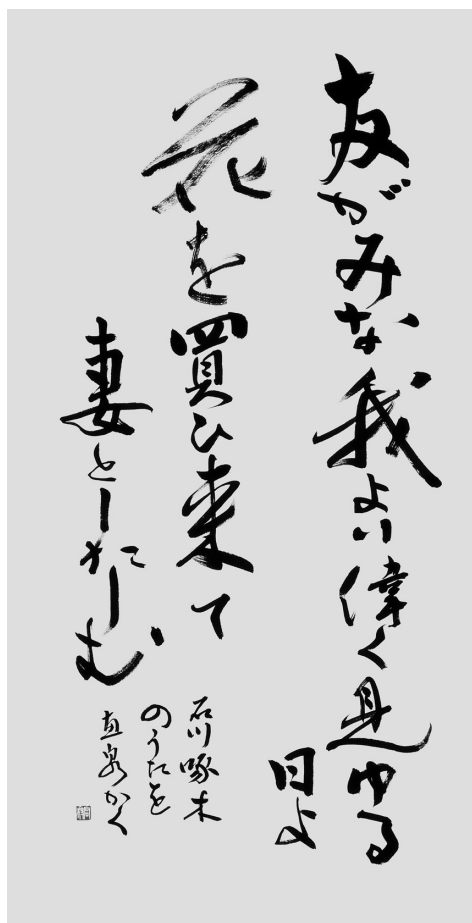 友がみな我より偉く見ゆる
日よ
花を買ひ来て
妻としたしむ
石川啄木
のうたを
かく